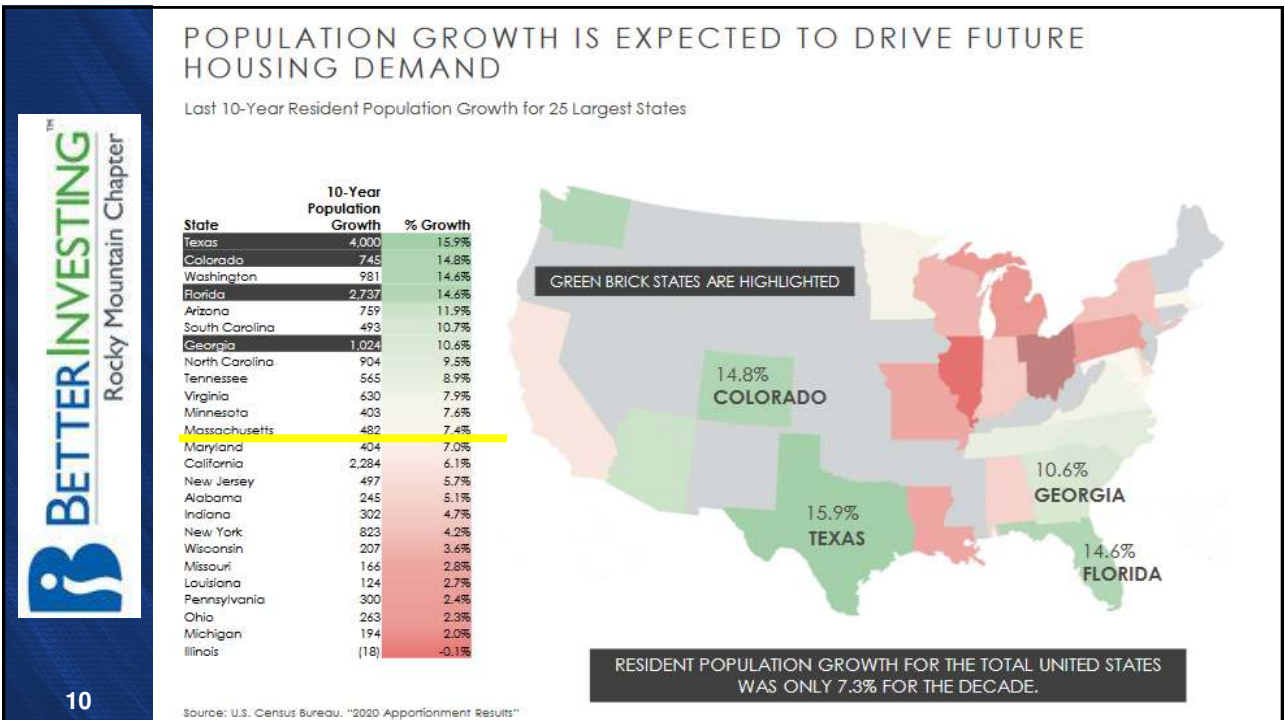 POPULATION GROWTH IS EXPECTED TO DRIVE FUTURE
HOUSING DEMAND
Last 10-Year Resident Population Growth for 25 Largest States
BETTERINVESTING™
Rocky Mountain Chapter
10-Year
Population
State Growth % Growth
Texas 4,000 15.9%
Colorado 745 14.8%
Washington 981 14.6%
Florida 2,737 14.6%
Arizona 759 11.9%
South Carolina 493 10.7%
Georgia 1,024 10.6%
North Carolina 904 9.5%
Tennessee 565 8.9%
Virginia 630 7.9%
Minnesota 403 7.6%
Massachusetts 482 7.4%
Maryland 404 7.0%
California 2,284 6.1%
New Jersey 497 5.7%
Alabama 245 5.1%
Indiana 302 4.7%
New York 823 4.2%
Wisconsin 207 3.6%
Missouri 166 2.8%
Louisiana 124 2.7%
Pennsylvania 300 2.4%
Ohio 263 2.3%
Michigan 194 2.0%
Illinois (18) -0.1%
GREEN BRICK STATES ARE HIGHLIGHTED
14.8%
COLORADO
10.6%
GEORGIA
15.9%
TEXAS
14.6%
FLORIDA
RESIDENT POPULATION GROWTH FOR THE TOTAL UNITED STATES
WAS ONLY 7.3% FOR THE DECADE.
10
Source: U.S. Census Bureau. "2020 Apportionment Results"